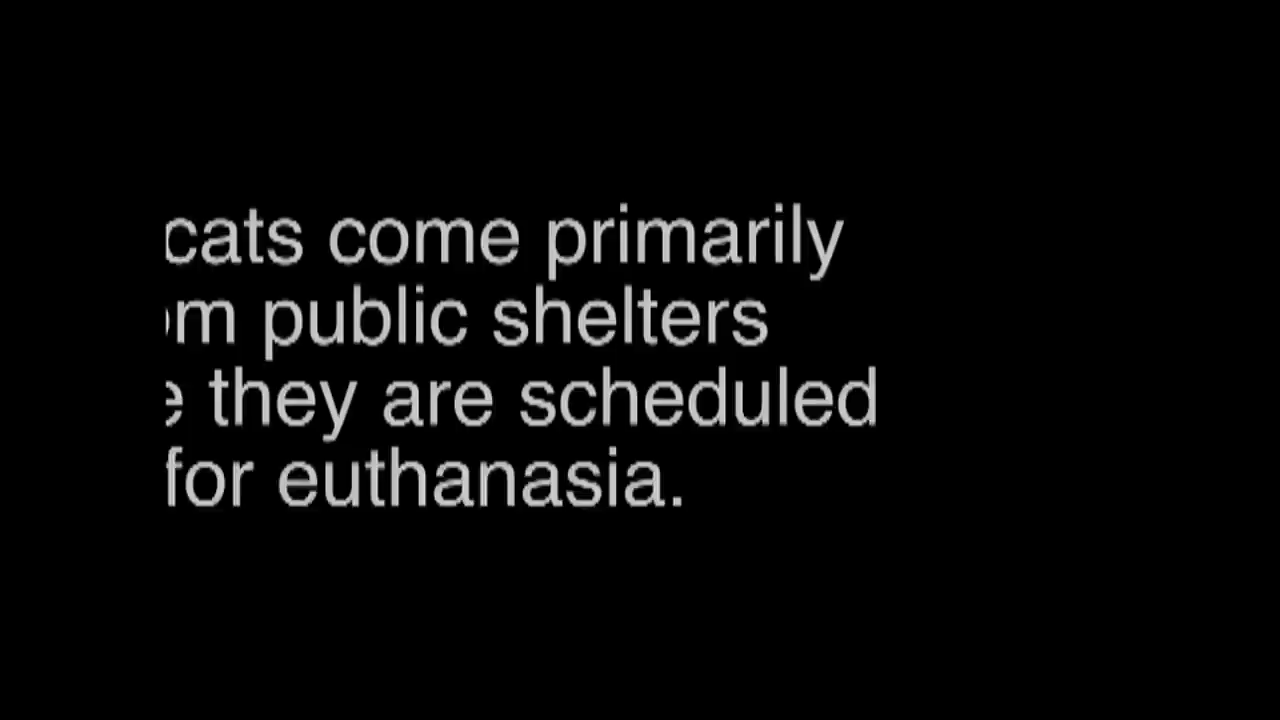 cats come primarily
public shelters
they are scheduled
for euthanasia.